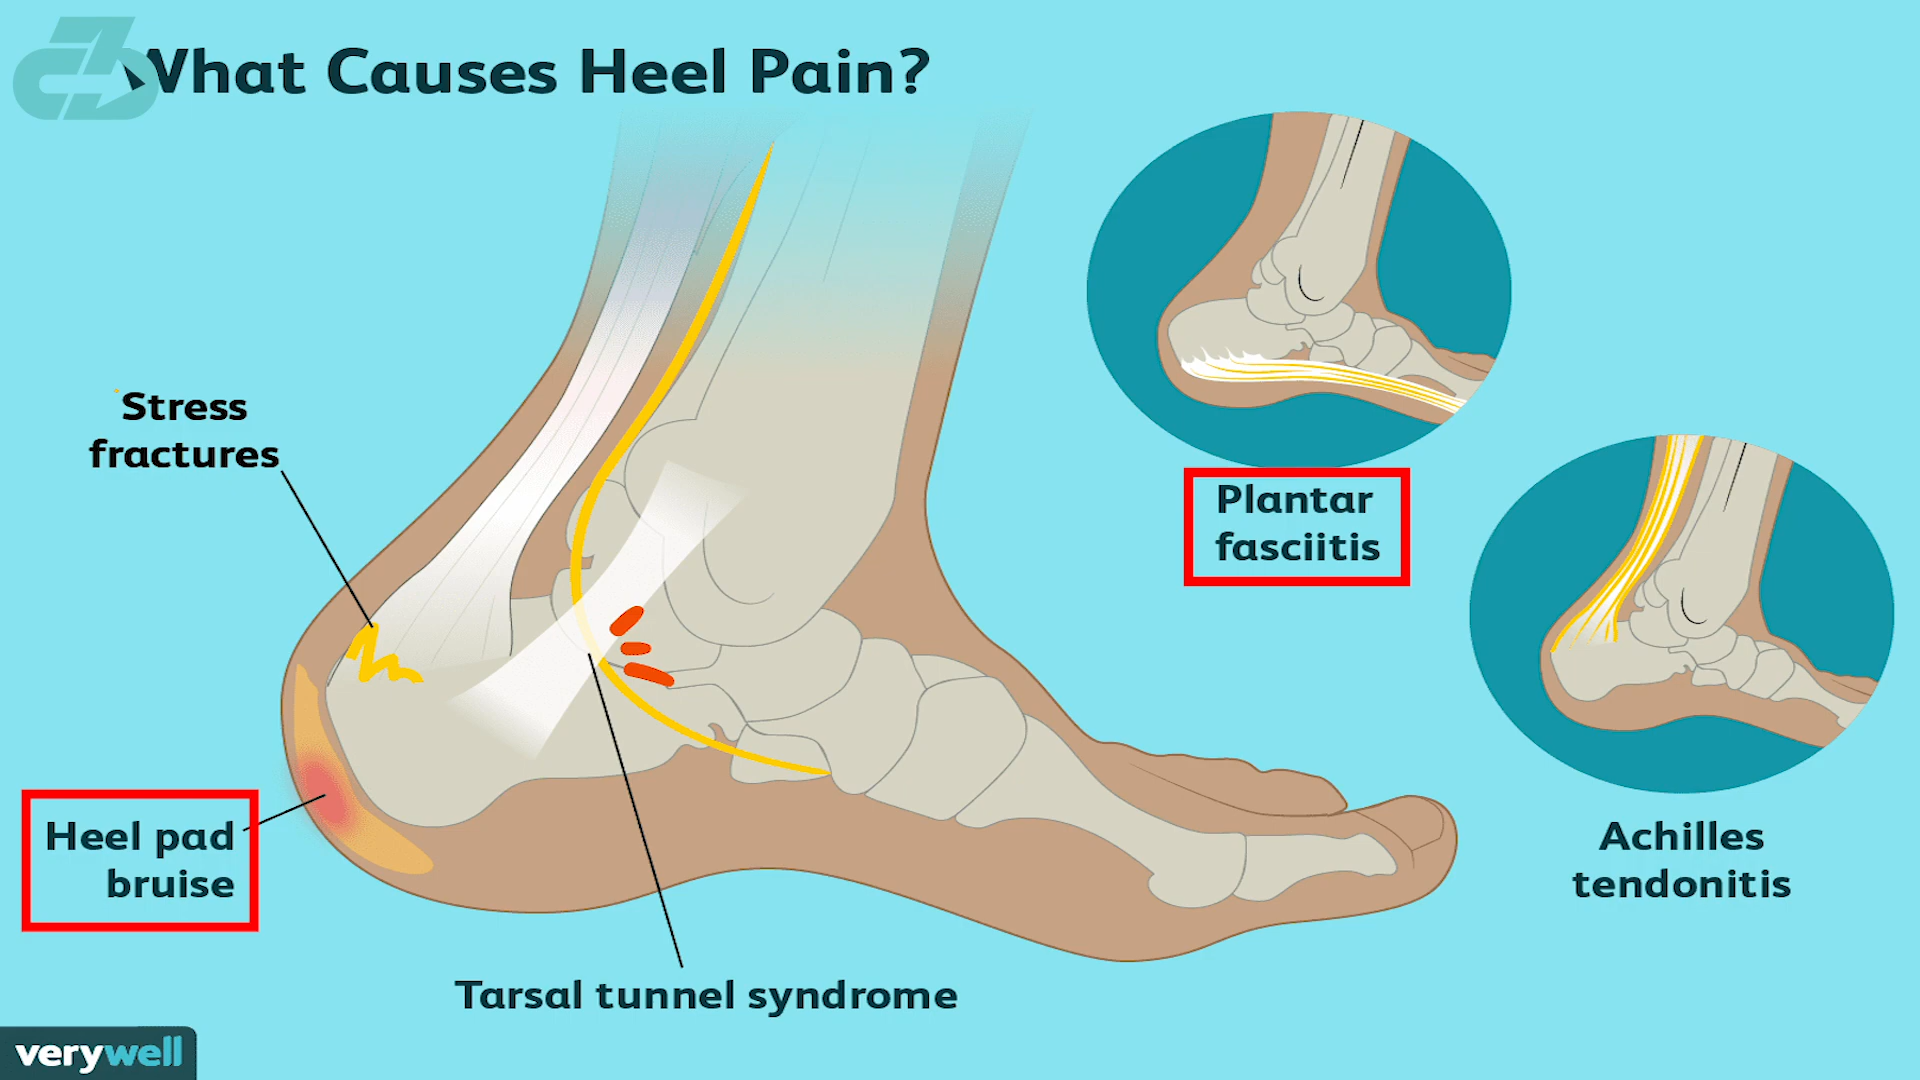 What Causes Heel Pain?
Stress
fractures
Plantar
fasciitis
Heel pad
bruise
Achilles
tendonitis
Tarsal tunnel syndrome
verywell